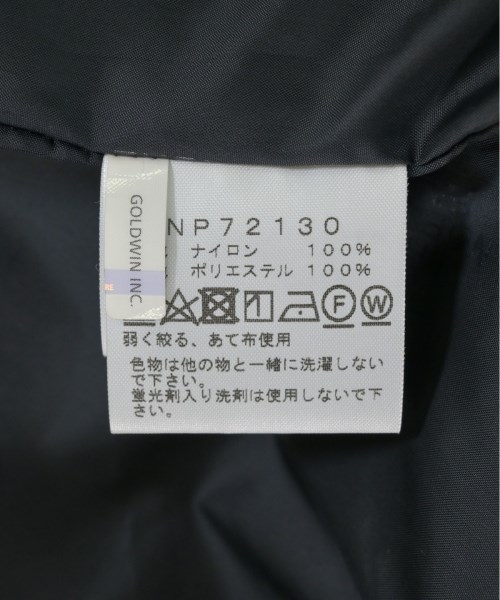 GOLDWIN INC.
NP72130
ナイロン 100%
ポリエステル 100%
F W
弱く絞る、あて布使用
色物は他の物と一緒に洗濯しない
で下さい。
蛍光剤入り洗剤は使用しないで下
さい。